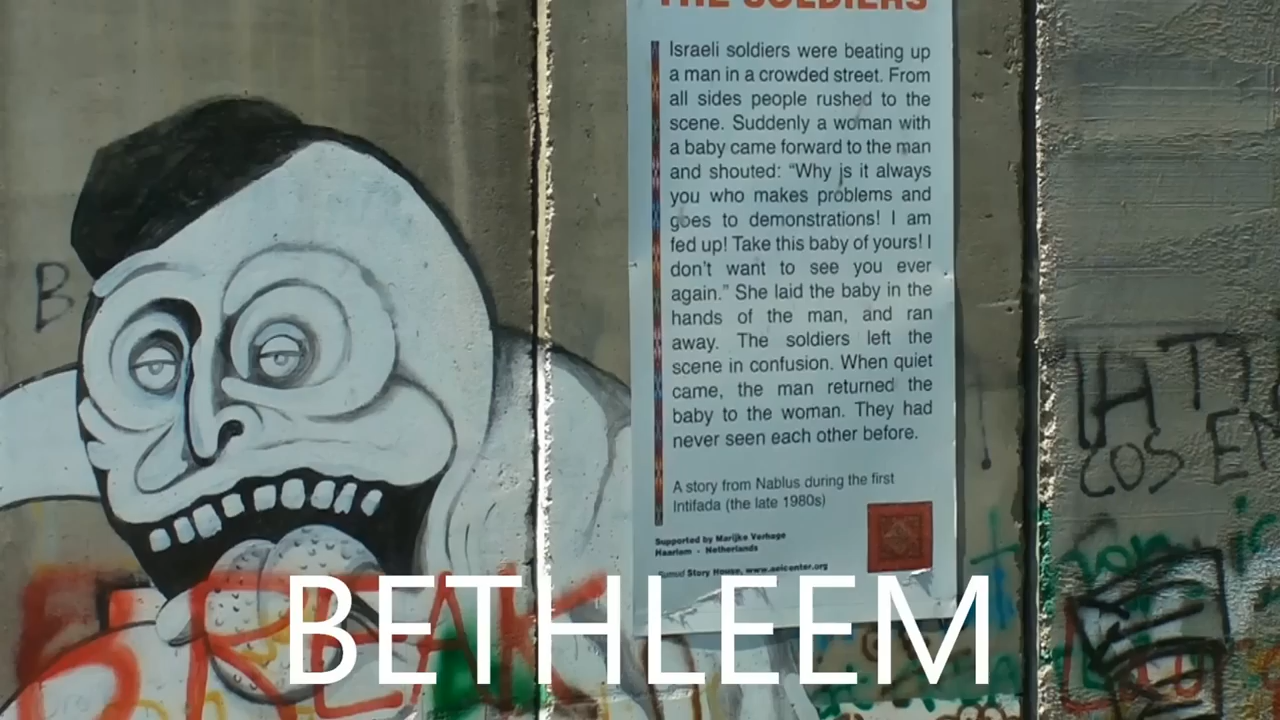 THE SOLDIERS
Israeli soldiers were beating up
a man in a crowded street. From
all sides people rushed to the
scene. Suddenly a woman with
a baby came forward to the man
and shouted: “Why is it always
you who makes problems and
goes to demonstrations! I am
fed up! Take this baby of yours! I
don't want to see you ever
again.” She laid the baby in the
hands of the man, and ran
away. The soldiers left the
scene in confusion. When quiet
came, the man returned the
baby to the woman. They had
never seen each other before.
A story from Nablus during the first
Intifada (the late 1980s)
Supported by Marijke Verhage
Haarlem - Netherlands
Sumud Story House, www.aeicenter.org
B
COS EN
BREAK
BETHLEEM